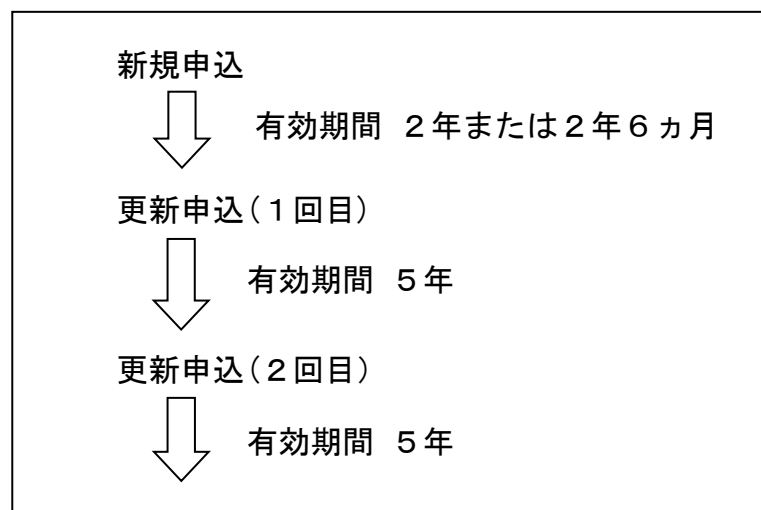 新規申込
有効期間 ２年または２年６ヵ月
更新申込（１回目）
有効期間 ５年
更新申込（２回目）
有効期間 ５年